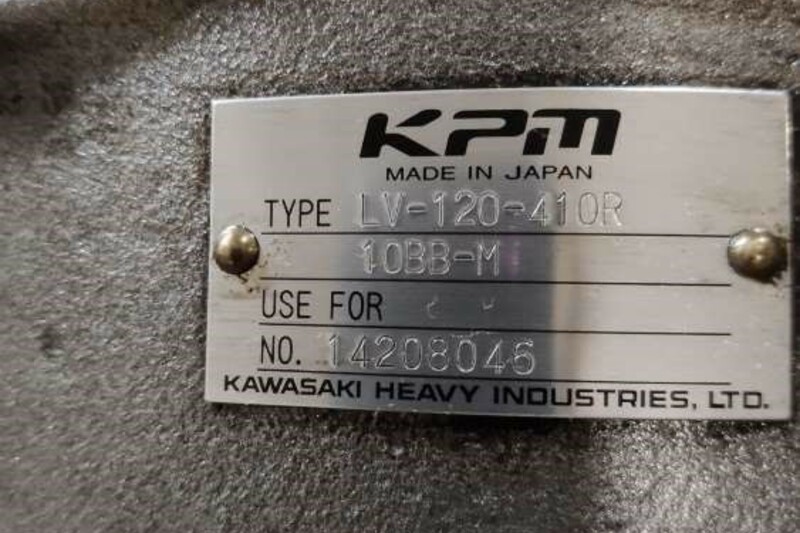 KPM
MADE IN JAPAN
TYPE LV-120-410R
10BB-M
USE FOR
NO. 14208046
KAWASAKI HEAVY INDUSTRIES, LTD.